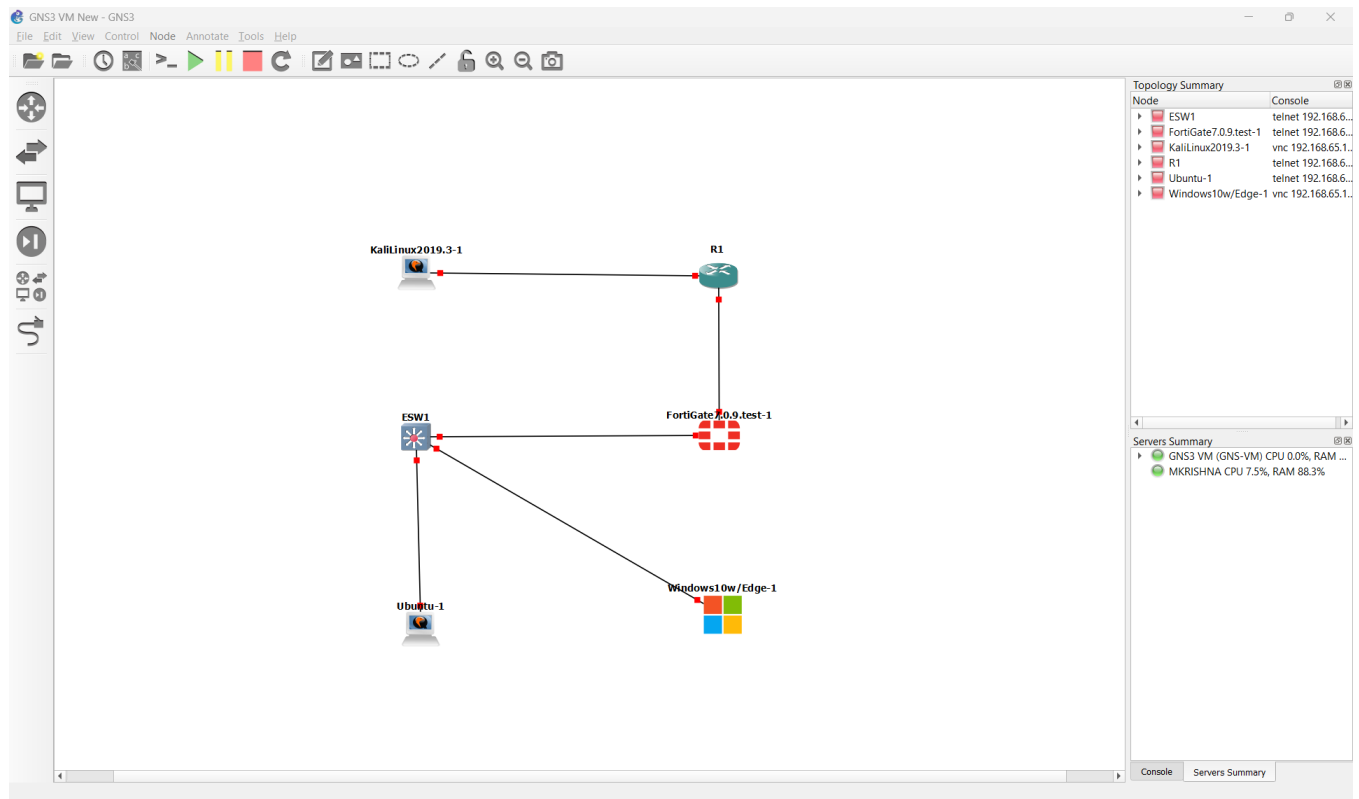 GNS3 VM New - GNS3
File Edit View Control Node Annotate Tools Help
KaliLinux2019.3-1
R1
ESW1
FortiGate7.0.9.test-1
Windows10w/Edge-1
Ubuntu-1
Topology Summary
Node Console
ESW1 telnet 192.168.6...
FortiGate7.0.9.test-1 telnet 192.168.6...
KaliLinux2019.3-1 vnc 192.168.65.1..
R1 telnet 192.168.6...
Ubuntu-1 telnet 192.168.6...
Windows10w/Edge-1 vnc 192.168.65.1..
Servers Summary
GNS3 VM (GNS-VM) CPU 0.0%, RAM ...
MKRISHNA CPU 7.5%, RAM 88.3%
Console Servers Summary